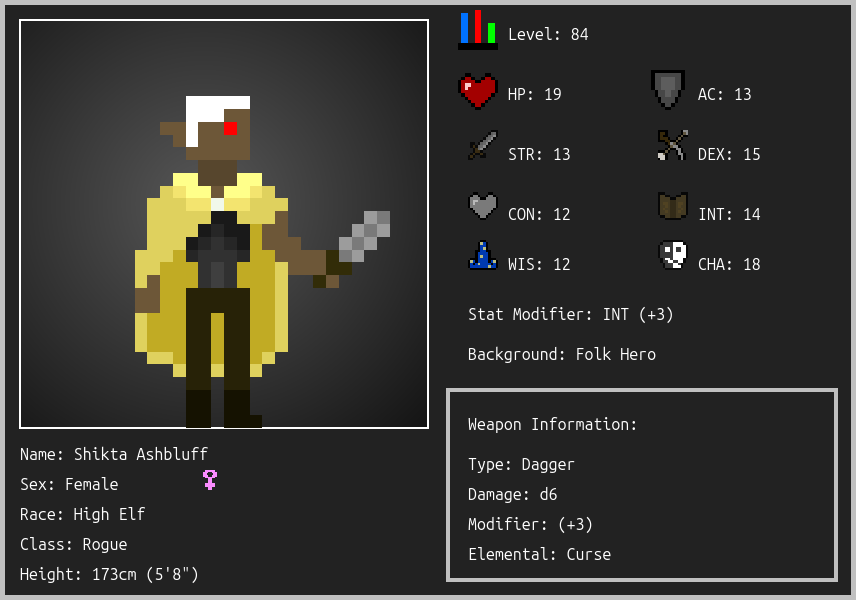 Level: 84
HP: 19
AC: 13
STR: 13
DEX: 15
CON: 12
INT: 14
WIS: 12
CHA: 18
Stat Modifier: INT (+3)
Background: Folk Hero
Weapon Information:
Type: Dagger
Damage: d6
Modifier: (+3)
Elemental: Curse
Name: Shikta Ashbluff
Sex: Female
Race: High Elf
Class: Rogue
Height: 173cm (5'8")